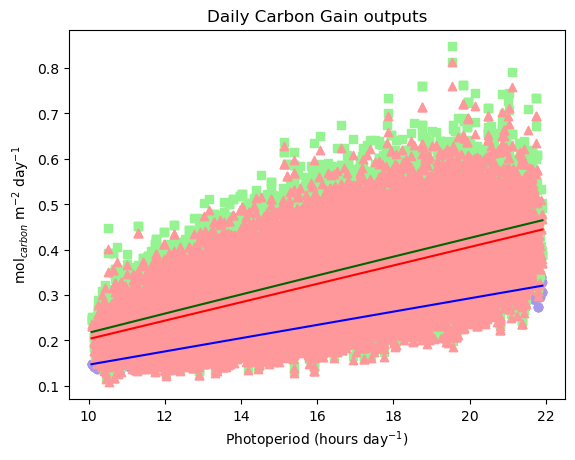 Daily Carbon Gain outputs
mol$_{carbon}$ m$^{-2}$ day$^{-1}$
0.8
0.7
0.6
0.5
0.4
0.3
0.2
0.1
10 12 14 16 18 20 22
Photoperiod (hours day$^{-1}$)